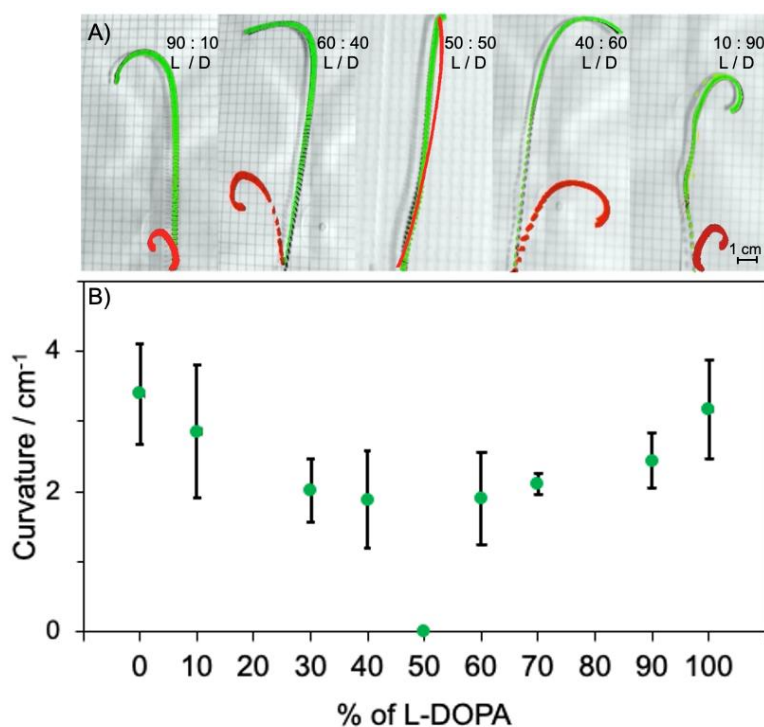 A)
90 : 10
L / D
60 : 40
L / D
50 : 50
L / D
40 : 60
L / D
10 : 90
L / D
1 cm
B)
Curvature / cm⁻¹
4
2
0
0 10 20 30 40 50 60 70 80 90 100
% of L-DOPA